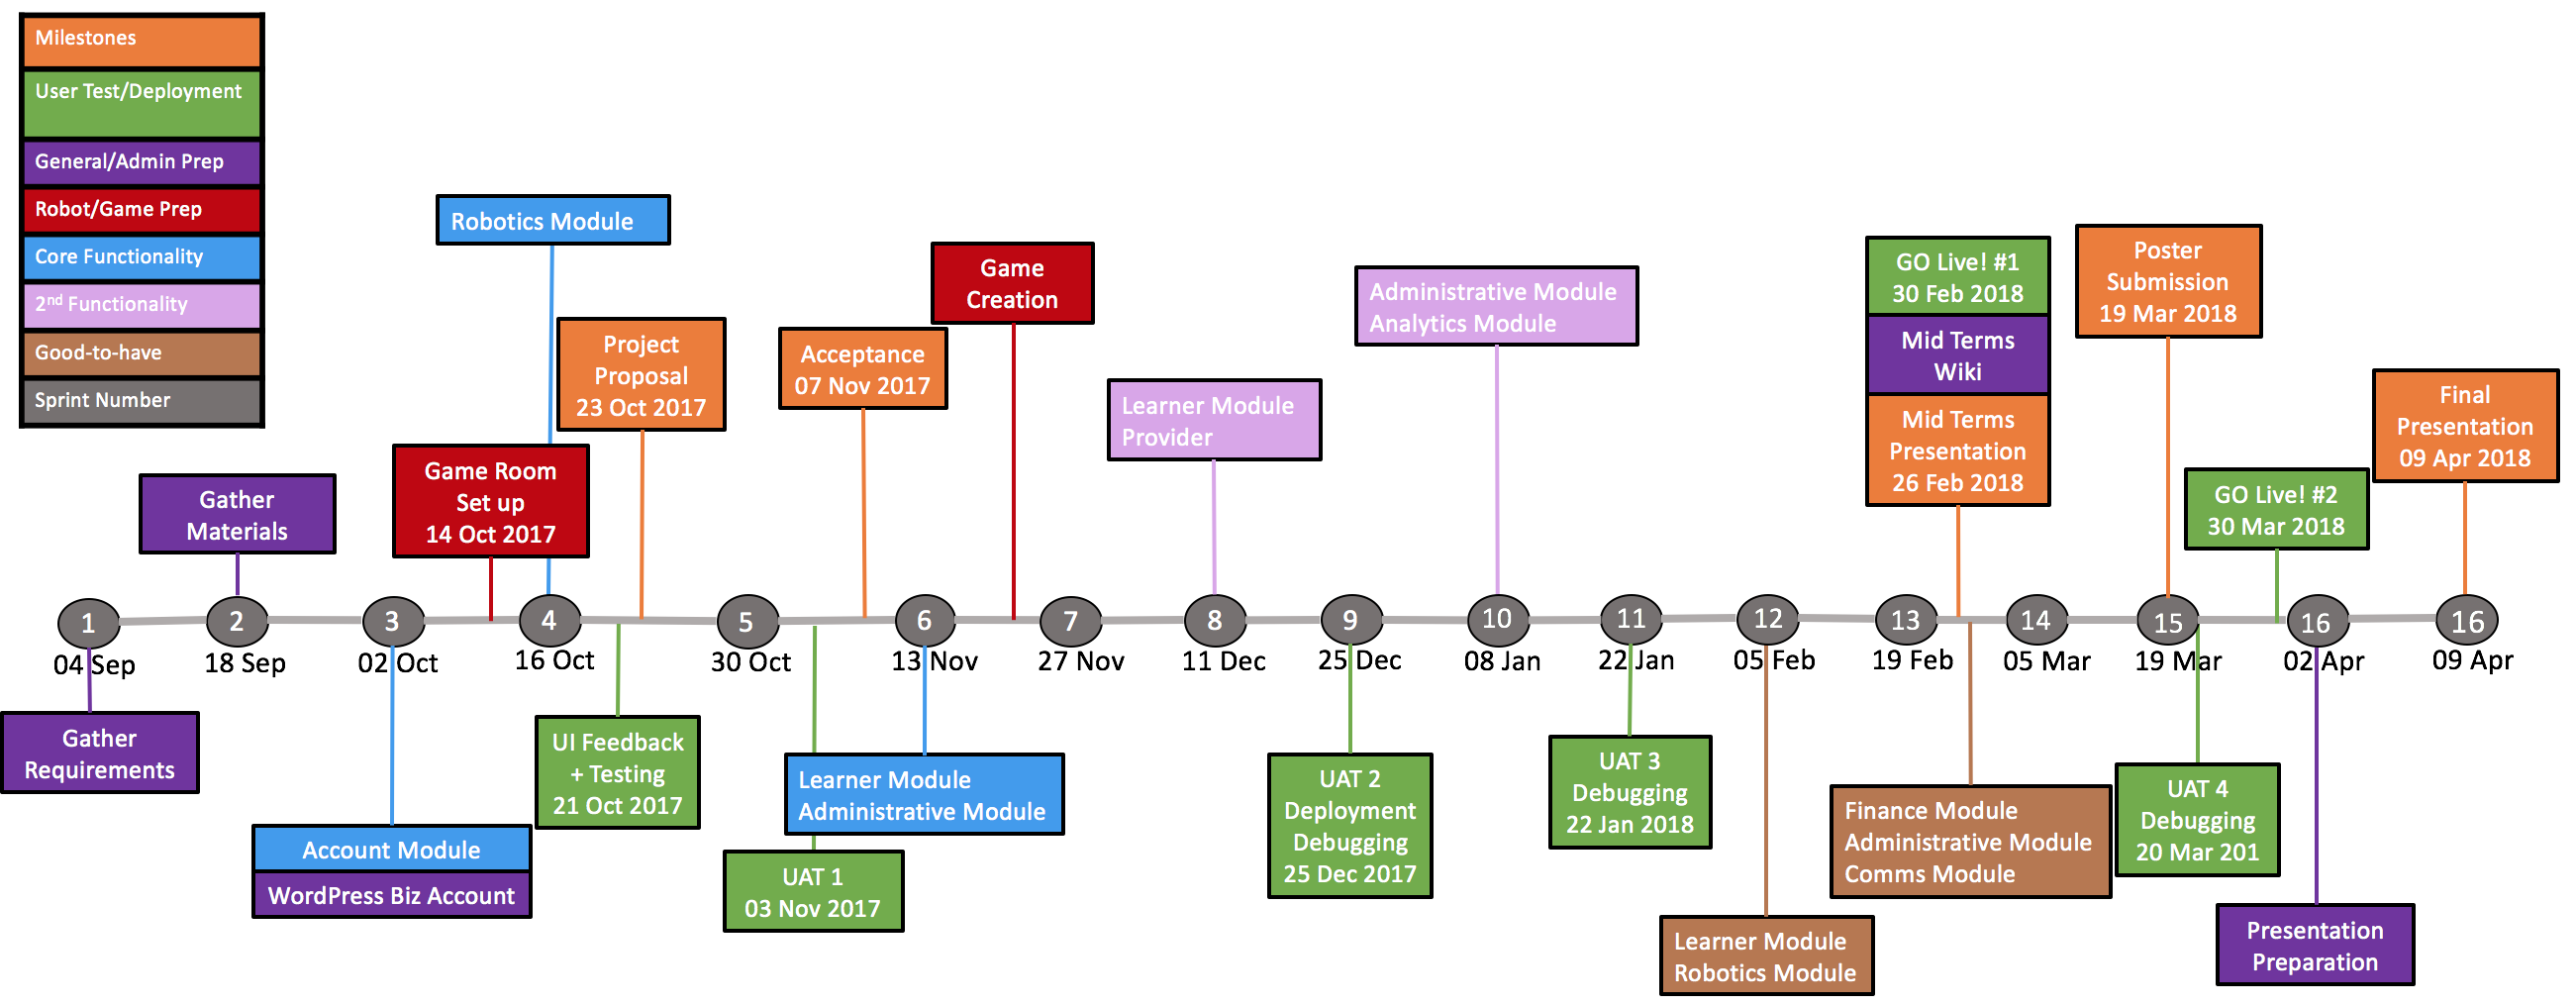 Milestones
User Test/Deployment
General/Admin Prep
Robot/Game Prep
Core Functionality
2nd Functionality
Good-to-have
Sprint Number
Robotics Module
Project
Proposal
23 Oct 2017
Game Room
Set up
14 Oct 2017
Gather
Materials
Acceptance
07 Nov 2017
Game
Creation
Learner Module
Provider
Administrative Module
Analytics Module
GO Live! #1
30 Feb 2018
Mid Terms
Wiki
Mid Terms
Presentation
26 Feb 2018
Poster
Submission
19 Mar 2018
GO Live! #2
30 Mar 2018
Final
Presentation
09 Apr 2018
1
2
3
4
5
6
7
8
9
10
11
12
13
14
15
16
16
04 Sep
18 Sep
02 Oct
16 Oct
30 Oct
13 Nov
27 Nov
11 Dec
25 Dec
08 Jan
22 Jan
05 Feb
19 Feb
05 Mar
19 Mar
02 Apr
09 Apr
Gather
Requirements
Account Module
WordPress Biz Account
UI Feedback
+ Testing
21 Oct 2017
Learner Module
Administrative Module
UAT 1
03 Nov 2017
UAT 2
Deployment
Debugging
25 Dec 2017
UAT 3
Debugging
22 Jan 2018
Learner Module
Robotics Module
Finance Module
Administrative Module
Comms Module
UAT 4
Debugging
20 Mar 201
Presentation
Preparation